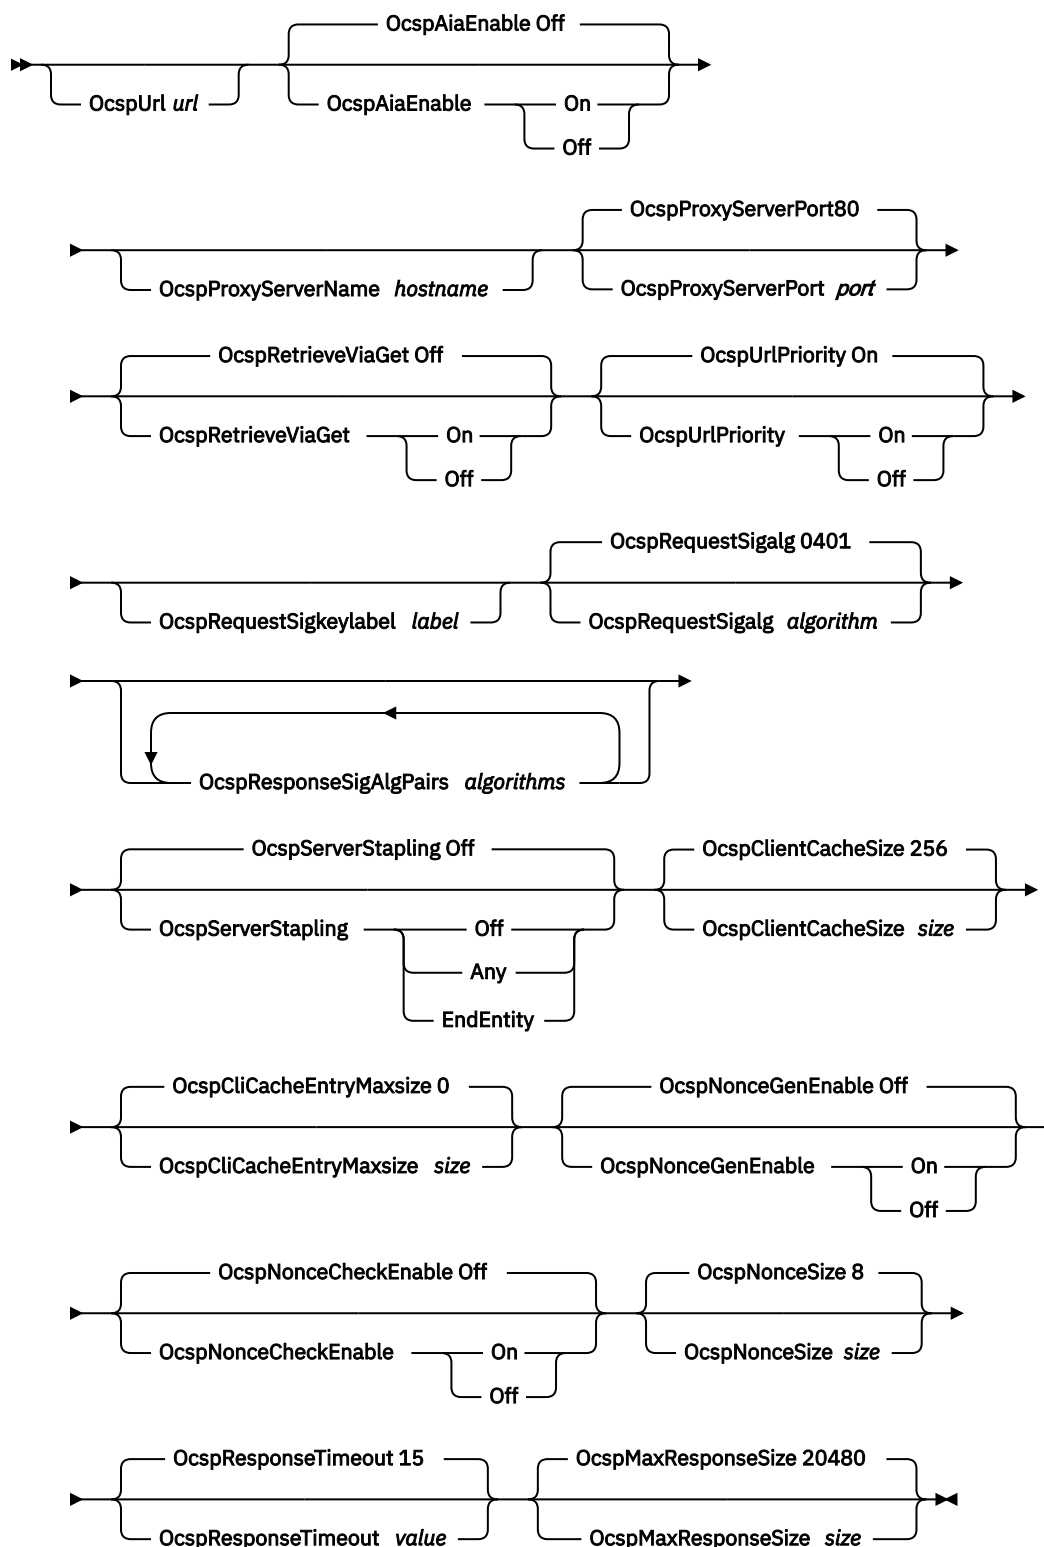 OcspAiaEnable Off
OcspUrl url
OcspAiaEnable On
Off
OcspProxyServerPort80
OcspProxyServerName hostname
OcspProxyServerPort port
OcspRetrieveViaGet Off
OcspUrlPriority On
OcspRetrieveViaGet On
OcspUrlPriority On
Off
Off
OcspRequestSigalg 0401
OcspRequestSigkeylabel label
OcspRequestSigalg algorithm
OcspResponseSigAlgPairs algorithms
OcspServerStapling Off
OcspClientCacheSize 256
OcspServerStapling Off
OcspClientCacheSize size
Any
EndEntity
OcspCliCacheEntryMaxsize 0
OcspNonceGenEnable Off
OcspCliCacheEntryMaxsize size
OcspNonceGenEnable On
Off
OcspNonceCheckEnable Off
OcspNonceSize 8
OcspNonceCheckEnable On
OcspNonceSize size
Off
OcspResponseTimeout 15
OcspMaxResponseSize 20480
OcspResponseTimeout value
OcspMaxResponseSize size